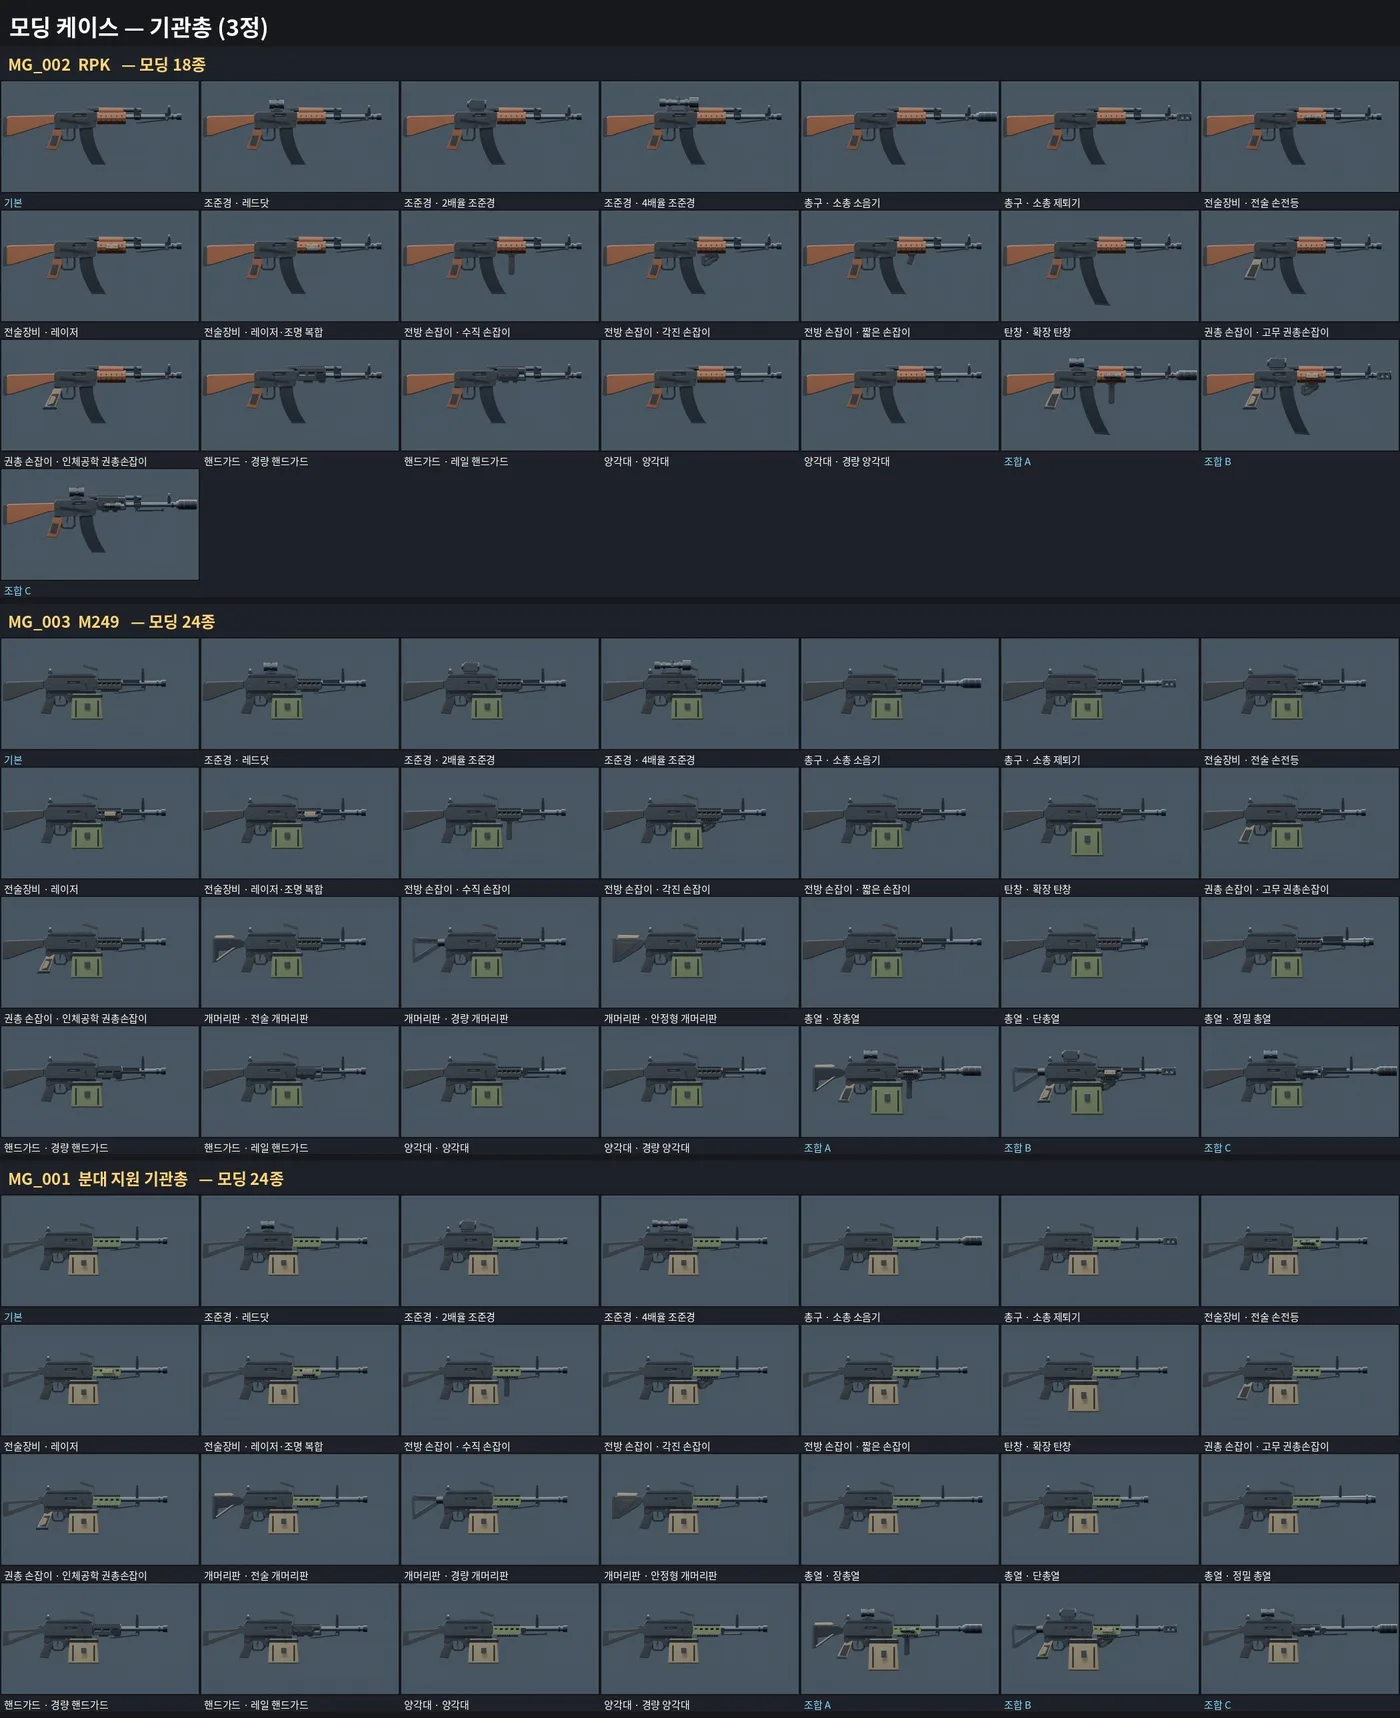 모딩 케이스 — 기관총 (3정)
MG_002 RPK — 모딩 18종
기본
조준경 · 레드닷
조준경 · 2배율 조준경
조준경 · 4배율 조준경
총구 · 소총 소음기
총구 · 소총 제퇴기
전술장비 · 전술 손전등
전술장비 · 레이저
전술장비 · 레이저·조명 복합
전방 손잡이 · 수직 손잡이
전방 손잡이 · 각진 손잡이
전방 손잡이 · 짧은 손잡이
탄창 · 확장 탄창
권총 손잡이 · 고무 권총손잡이
권총 손잡이 · 인체공학 권총손잡이
핸드가드 · 경량 핸드가드
핸드가드 · 레일 핸드가드
양각대 · 양각대
양각대 · 경량 양각대
조합 A
조합 B
조합 C
MG_003 M249 — 모딩 24종
기본
조준경 · 레드닷
조준경 · 2배율 조준경
조준경 · 4배율 조준경
총구 · 소총 소음기
총구 · 소총 제퇴기
전술장비 · 전술 손전등
전술장비 · 레이저
전술장비 · 레이저·조명 복합
전방 손잡이 · 수직 손잡이
전방 손잡이 · 각진 손잡이
전방 손잡이 · 짧은 손잡이
탄창 · 확장 탄창
권총 손잡이 · 고무 권총손잡이
권총 손잡이 · 인체공학 권총손잡이
개머리판 · 전술 개머리판
개머리판 · 경량 개머리판
개머리판 · 안정형 개머리판
총열 · 장총열
총열 · 단총열
총열 · 정밀 총열
핸드가드 · 경량 핸드가드
핸드가드 · 레일 핸드가드
양각대 · 양각대
양각대 · 경량 양각대
조합 A
조합 B
조합 C
MG_001 분대 지원 기관총 — 모딩 24종
기본
조준경 · 레드닷
조준경 · 2배율 조준경
조준경 · 4배율 조준경
총구 · 소총 소음기
총구 · 소총 제퇴기
전술장비 · 전술 손전등
전술장비 · 레이저
전술장비 · 레이저·조명 복합
전방 손잡이 · 수직 손잡이
전방 손잡이 · 각진 손잡이
전방 손잡이 · 짧은 손잡이
탄창 · 확장 탄창
권총 손잡이 · 고무 권총손잡이
권총 손잡이 · 인체공학 권총손잡이
개머리판 · 전술 개머리판
개머리판 · 경량 개머리판
개머리판 · 안정형 개머리판
총열 · 장총열
총열 · 단총열
총열 · 정밀 총열
핸드가드 · 경량 핸드가드
핸드가드 · 레일 핸드가드
양각대 · 양각대
양각대 · 경량 양각대
조합 A
조합 B
조합 C